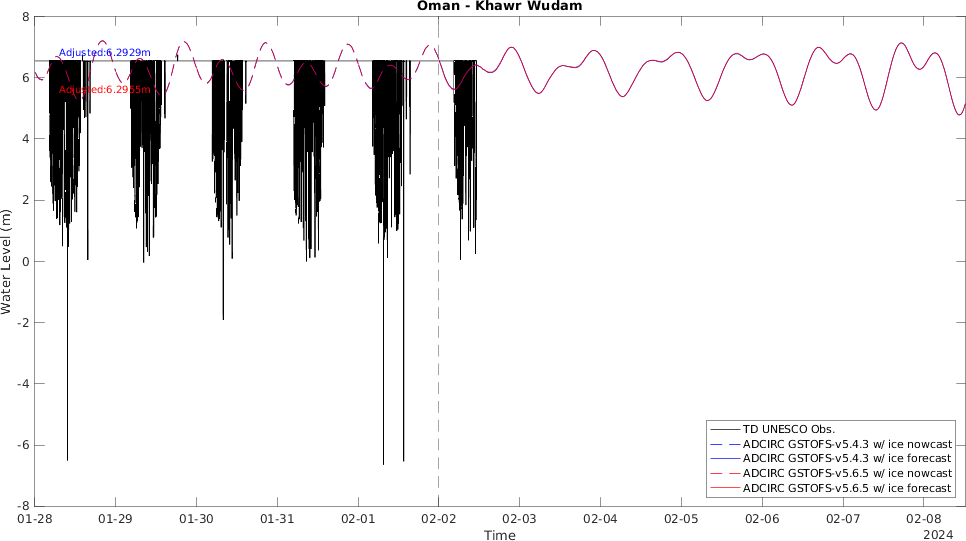 Oman - Khawr Wudam
8
6
4
2
0
-2
-4
-6
-8
Water Level (m)
Adjusted:6.2929m
Adjusted:6.2955m
TD UNESCO Obs.
ADCIRC GSTOFS-v5.4.3 w/ ice nowcast
ADCIRC GSTOFS-v5.4.3 w/ ice forecast
ADCIRC GSTOFS-v5.6.5 w/ ice nowcast
ADCIRC GSTOFS-v5.6.5 w/ ice forecast
01-28 01-29 01-30 01-31 02-01 02-02 02-03 02-04 02-05 02-06 02-07 02-08
Time
2024